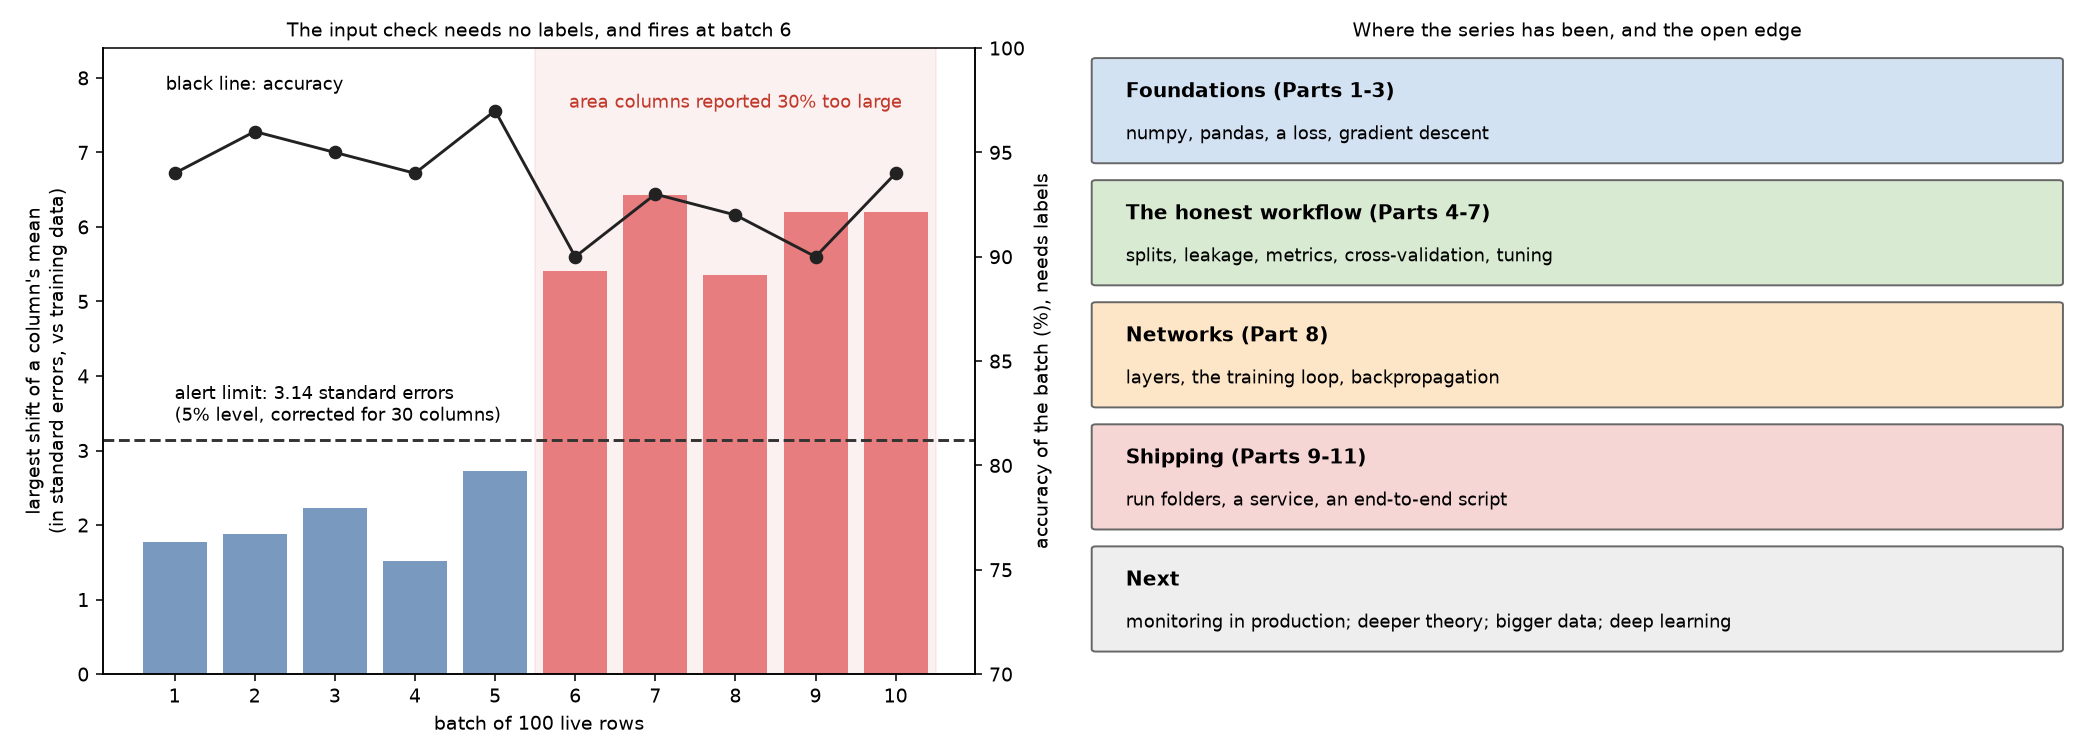 The input check needs no labels, and fires at batch 6
black line: accuracy
area columns reported 30% too large
alert limit: 3.14 standard errors
(5% level, corrected for 30 columns)
largest shift of a column's mean
(in standard errors, vs training data)
8
7
6
5
4
3
2
1
0
1
2
3
4
5
6
7
8
9
10
batch of 100 live rows
100
95
90
85
80
75
70
accuracy of the batch (%), needs labels
Where the series has been, and the open edge
Foundations (Parts 1-3)
numpy, pandas, a loss, gradient descent
The honest workflow (Parts 4-7)
splits, leakage, metrics, cross-validation, tuning
Networks (Part 8)
layers, the training loop, backpropagation
Shipping (Parts 9-11)
run folders, a service, an end-to-end script
Next
monitoring in production; deeper theory; bigger data; deep learning